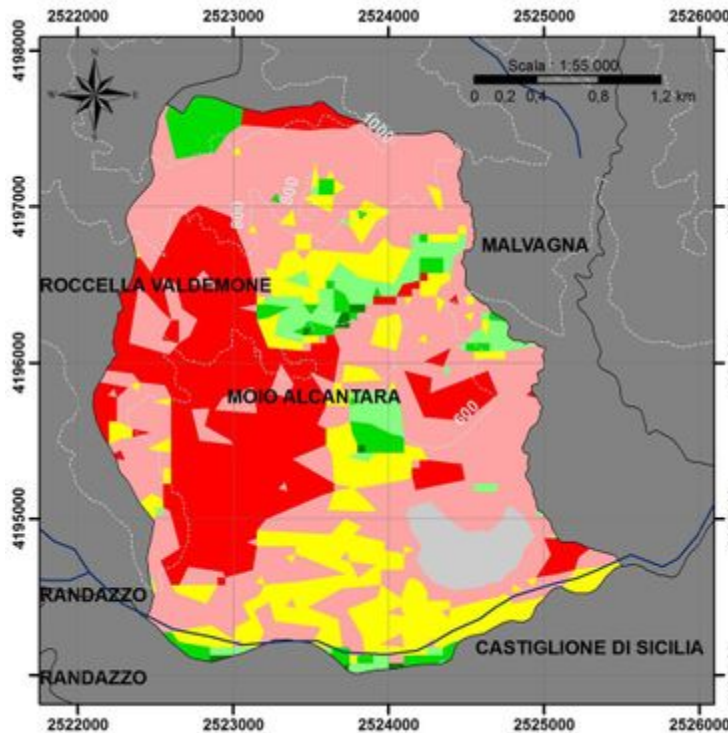 2522000 2523000 2524000 2525000 2526000
4198000
N
W E
S
Scala : 1:55.000
0 0,2 0,4 0,8 1,2 km
1000
4197000
800
800
MALVAGNA
ROCCELLA VALDEMONE
4196000
MOIO ALCANTARA
600
4195000
RANDAZZO
CASTIGLIONE DI SICILIA
RANDAZZO
2522000 2523000 2524000 2525000 2526000